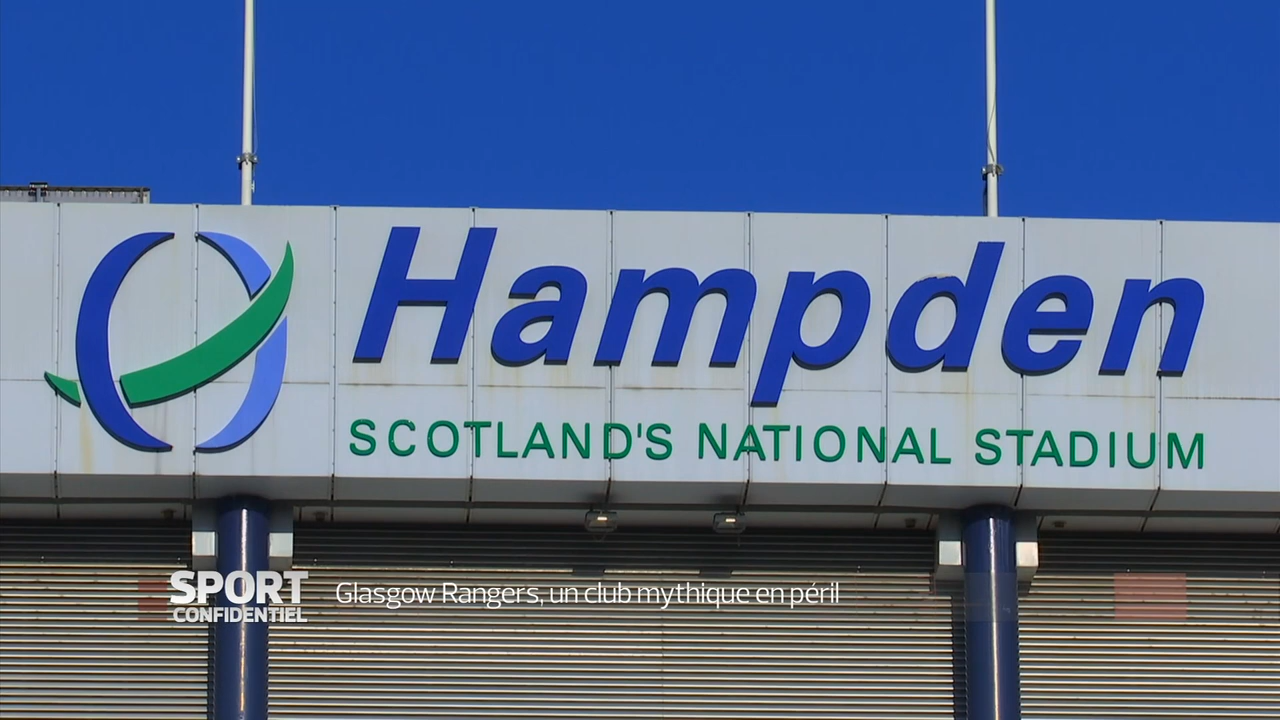 Hampden
SCOTLAND'S NATIONAL STADIUM
SPORT
CONFIDENTIEL
Glasgow Rangers, un club mythique en péril